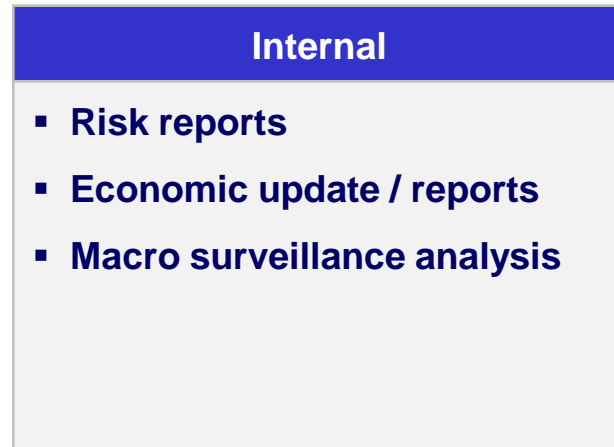 Internal
▪ Risk reports
▪ Economic update / reports
▪ Macro surveillance analysis